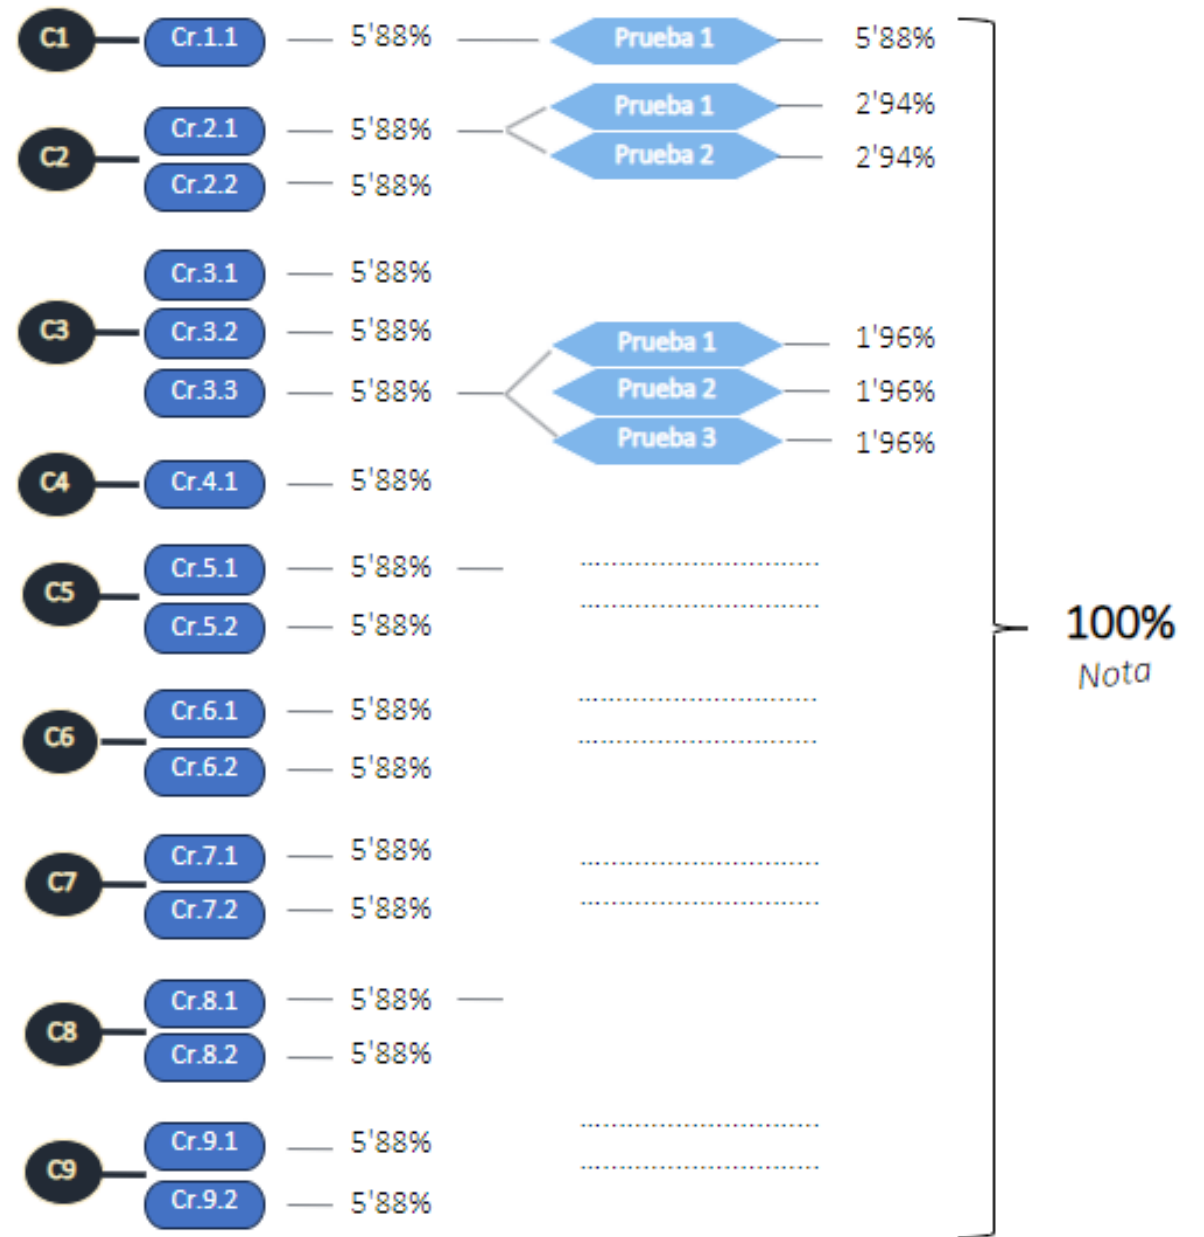 C1 Cr.1.1 5'88% Prueba 1 5'88%
C2 Cr.2.1 5'88% Prueba 1 2'94%
Prueba 2 2'94%
Cr.2.2 5'88%
C3 Cr.3.1 5'88%
Cr.3.2 5'88%
Cr.3.3 5'88% Prueba 1 1'96%
Prueba 2 1'96%
Prueba 3 1'96%
C4 Cr.4.1 5'88%
C5 Cr.5.1 5'88%
Cr.5.2 5'88%
C6 Cr.6.1 5'88%
Cr.6.2 5'88%
C7 Cr.7.1 5'88%
Cr.7.2 5'88%
C8 Cr.8.1 5'88%
Cr.8.2 5'88%
C9 Cr.9.1 5'88%
Cr.9.2 5'88%
100%
Nota